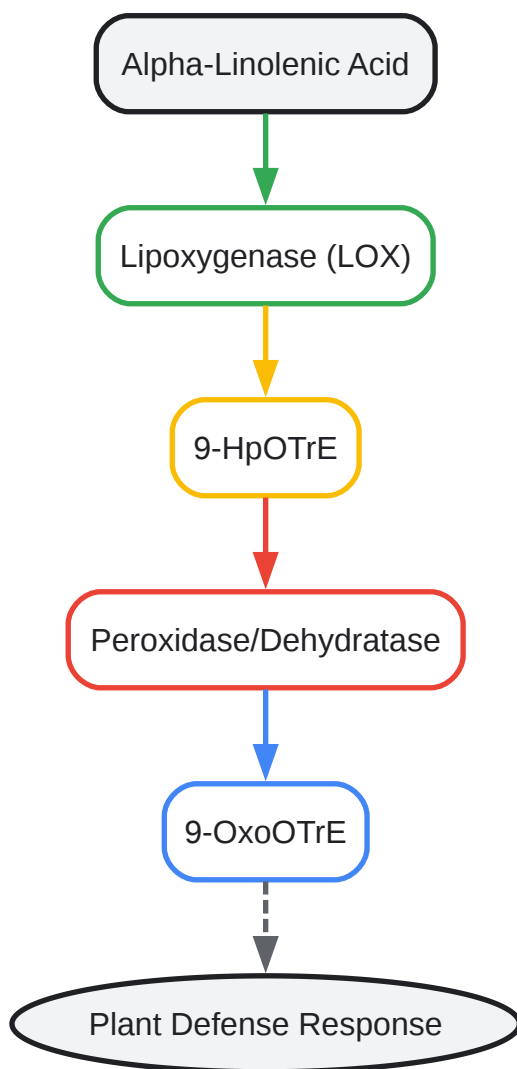 Alpha-Linolenic Acid
Lipoxygenase (LOX)
9-HpOTrE
Peroxidase/Dehydratase
9-OxoOTrE
Plant Defense Response